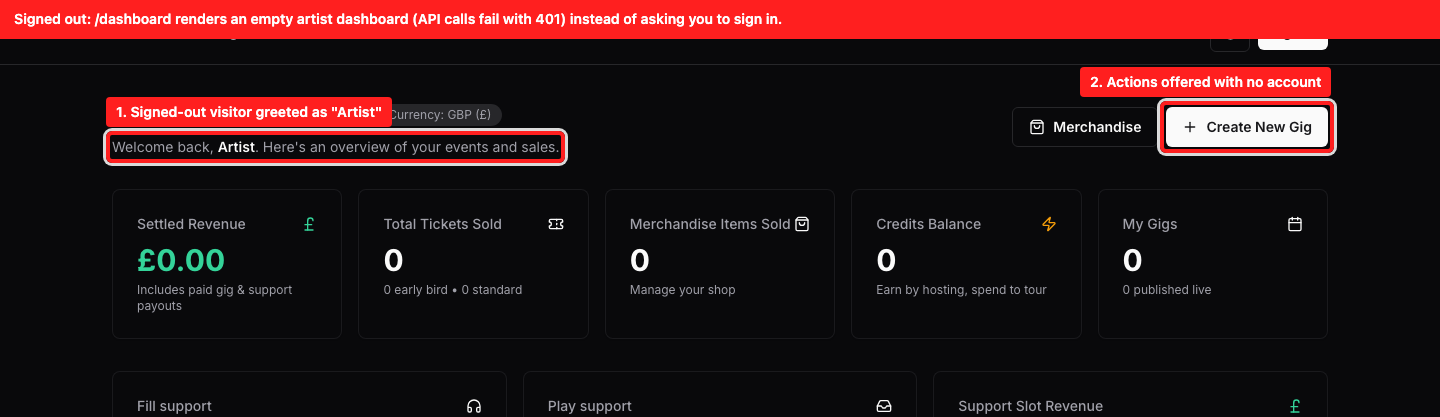 Signed out: /dashboard renders an empty artist dashboard (API calls fail with 401) instead of asking you to sign in.
2. Actions offered with no account
1. Signed-out visitor greeted as "Artist"
Currency: GBP (£)
Welcome back, Artist. Here's an overview of your events and sales.
Merchandise
Create New Gig
Settled Revenue
£0.00
Includes paid gig & support
payouts
Total Tickets Sold
0
0 early bird • 0 standard
Merchandise Items Sold
0
Manage your shop
Credits Balance
0
Earn by hosting, spend to tour
My Gigs
0
0 published live
Fill support
Play support
Support Slot Revenue